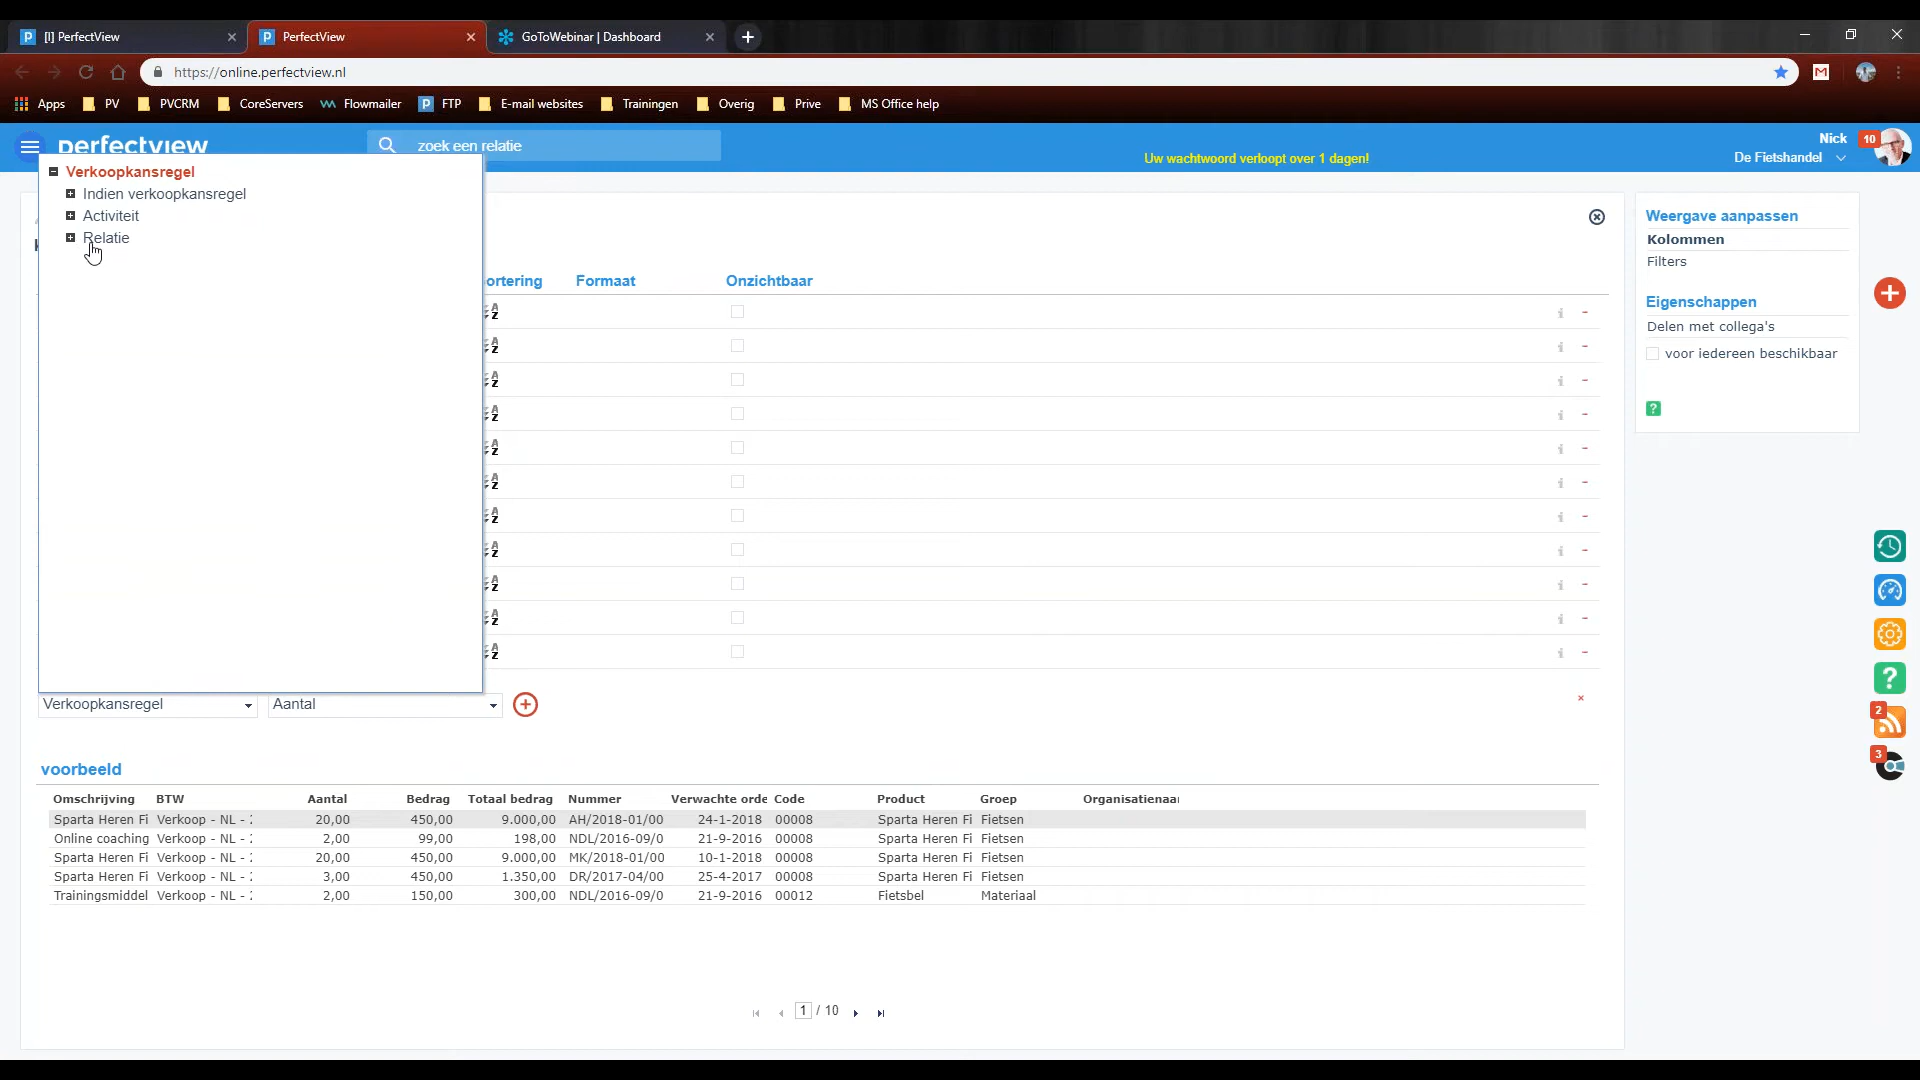 [I] PerfectView
PerfectView
GoToWebinar | Dashboard
https://online.perfectview.nl
Apps PV PVCRM CoreServers Flowmailer FTP E-mail websites Trainingen Overig Prive MS Office help
perfectview
zoek een relatie
Uw wachtwoord verloopt over 1 dagen!
Nick
De Fietshandel
10
Verkoopkansregel
Indien verkoopkansregel
Activiteit
Relatie
ortering Formaat Onzichtbaar
Weergave aanpassen
Kolommen
Filters
Eigenschappen
Delen met collega's
voor iedereen beschikbaar
2
3
Verkoopkansregel Aantal
voorbeeld
Omschrijving BTW Aantal Bedrag Totaal bedrag Nummer Verwachte orde Code Product Groep Organisatienaa
Sparta Heren Fi Verkoop - NL - 20,00 450,00 9.000,00 AH/2018-01/00 24-1-2018 00008 Sparta Heren Fi Fietsen
Online coaching Verkoop - NL - 2,00 99,00 198,00 NDL/2016-09/0 21-9-2016 00008 Sparta Heren Fi Fietsen
Sparta Heren Fi Verkoop - NL - 20,00 450,00 9.000,00 MK/2018-01/00 10-1-2018 00008 Sparta Heren Fi Fietsen
Sparta Heren Fi Verkoop - NL - 3,00 450,00 1.350,00 DR/2017-04/00 25-4-2017 00008 Sparta Heren Fi Fietsen
Trainingsmiddel Verkoop - NL - 2,00 150,00 300,00 NDL/2016-09/0 21-9-2016 00012 Fietsbel Materiaal
1 / 10